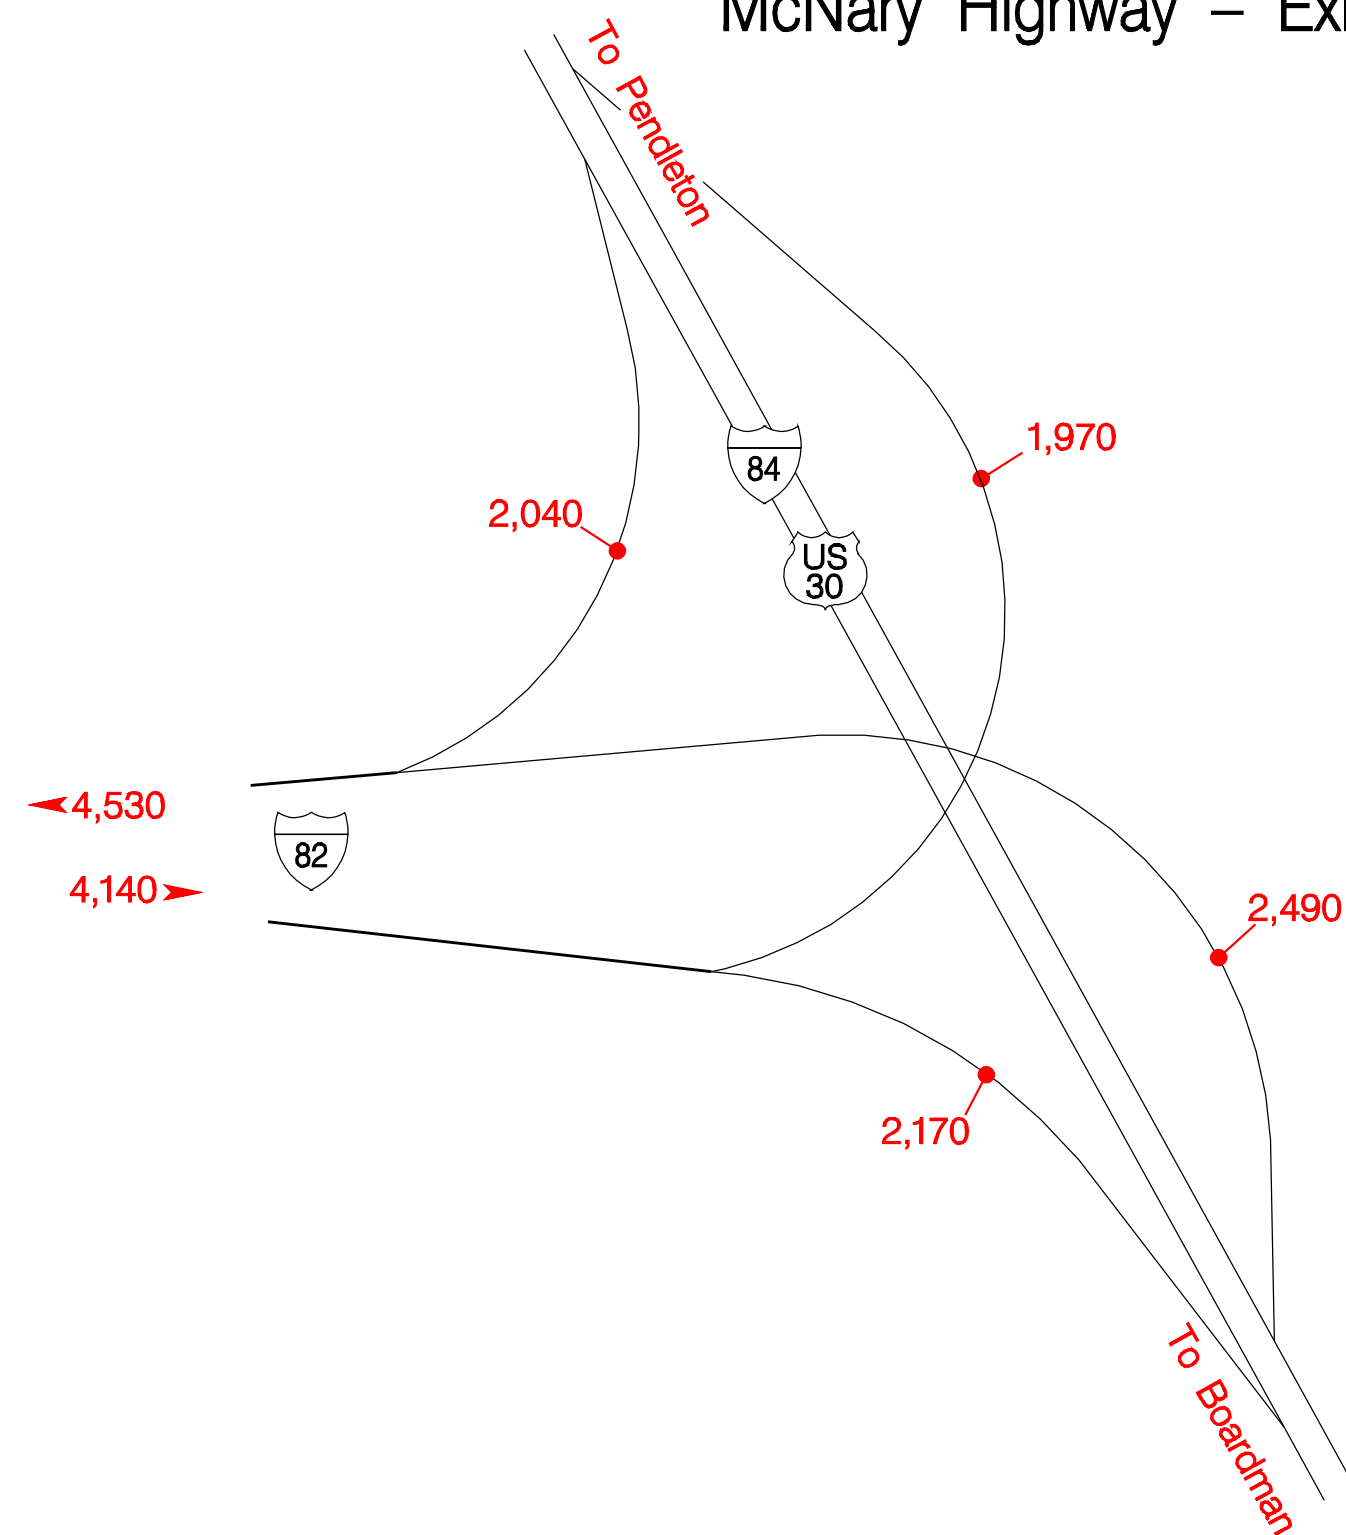 McNary Highway – Ex
To Pendleton
1,970
84
2,040
US
30
4,530
82
4,140
2,490
2,170
To Boardman